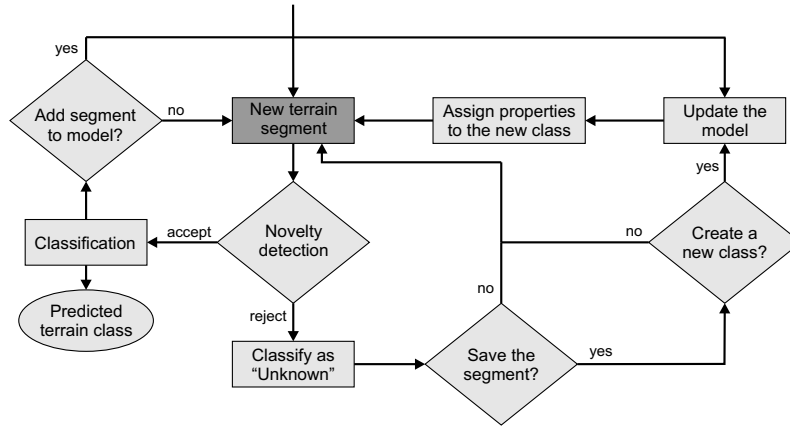 yes
Add segment
to model?
no
New terrain
segment
Assign properties
to the new class
Update the
model
yes
Classification
accept
Novelty
detection
no
Create a
new class?
Predicted
terrain class
reject
no
Classify as
“Unknown”
Save the
segment?
yes